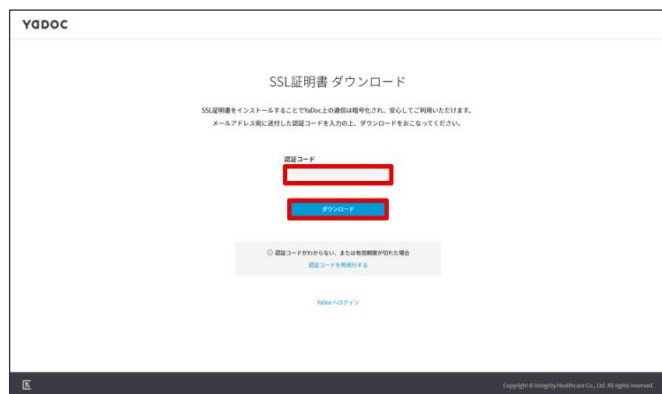 YaDOC
SSL証明書 ダウンロード
SSL証明書をインストールすることでYaDoc上の通信は暗号化され、安心してご利用いただけます。
メールアドレス宛に送付した認証コードを入力の上、ダウンロードをおこなってください。
認証コード
ダウンロード
認証コードがわからない、または有効期限が切れた場合
認証コードを再発行する
YaDocへログイン
Copyright © Integrity Healthcare Co., Ltd. All rights reserved.